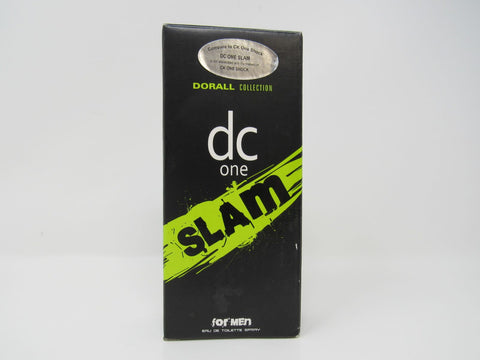 Compare to CK One Shock
DC ONE SLAM
CK ONE SHOCK
DORALL COLLECTION
dc
one
SLAM
for MEN
EAU DE TOILETTE SPRAY